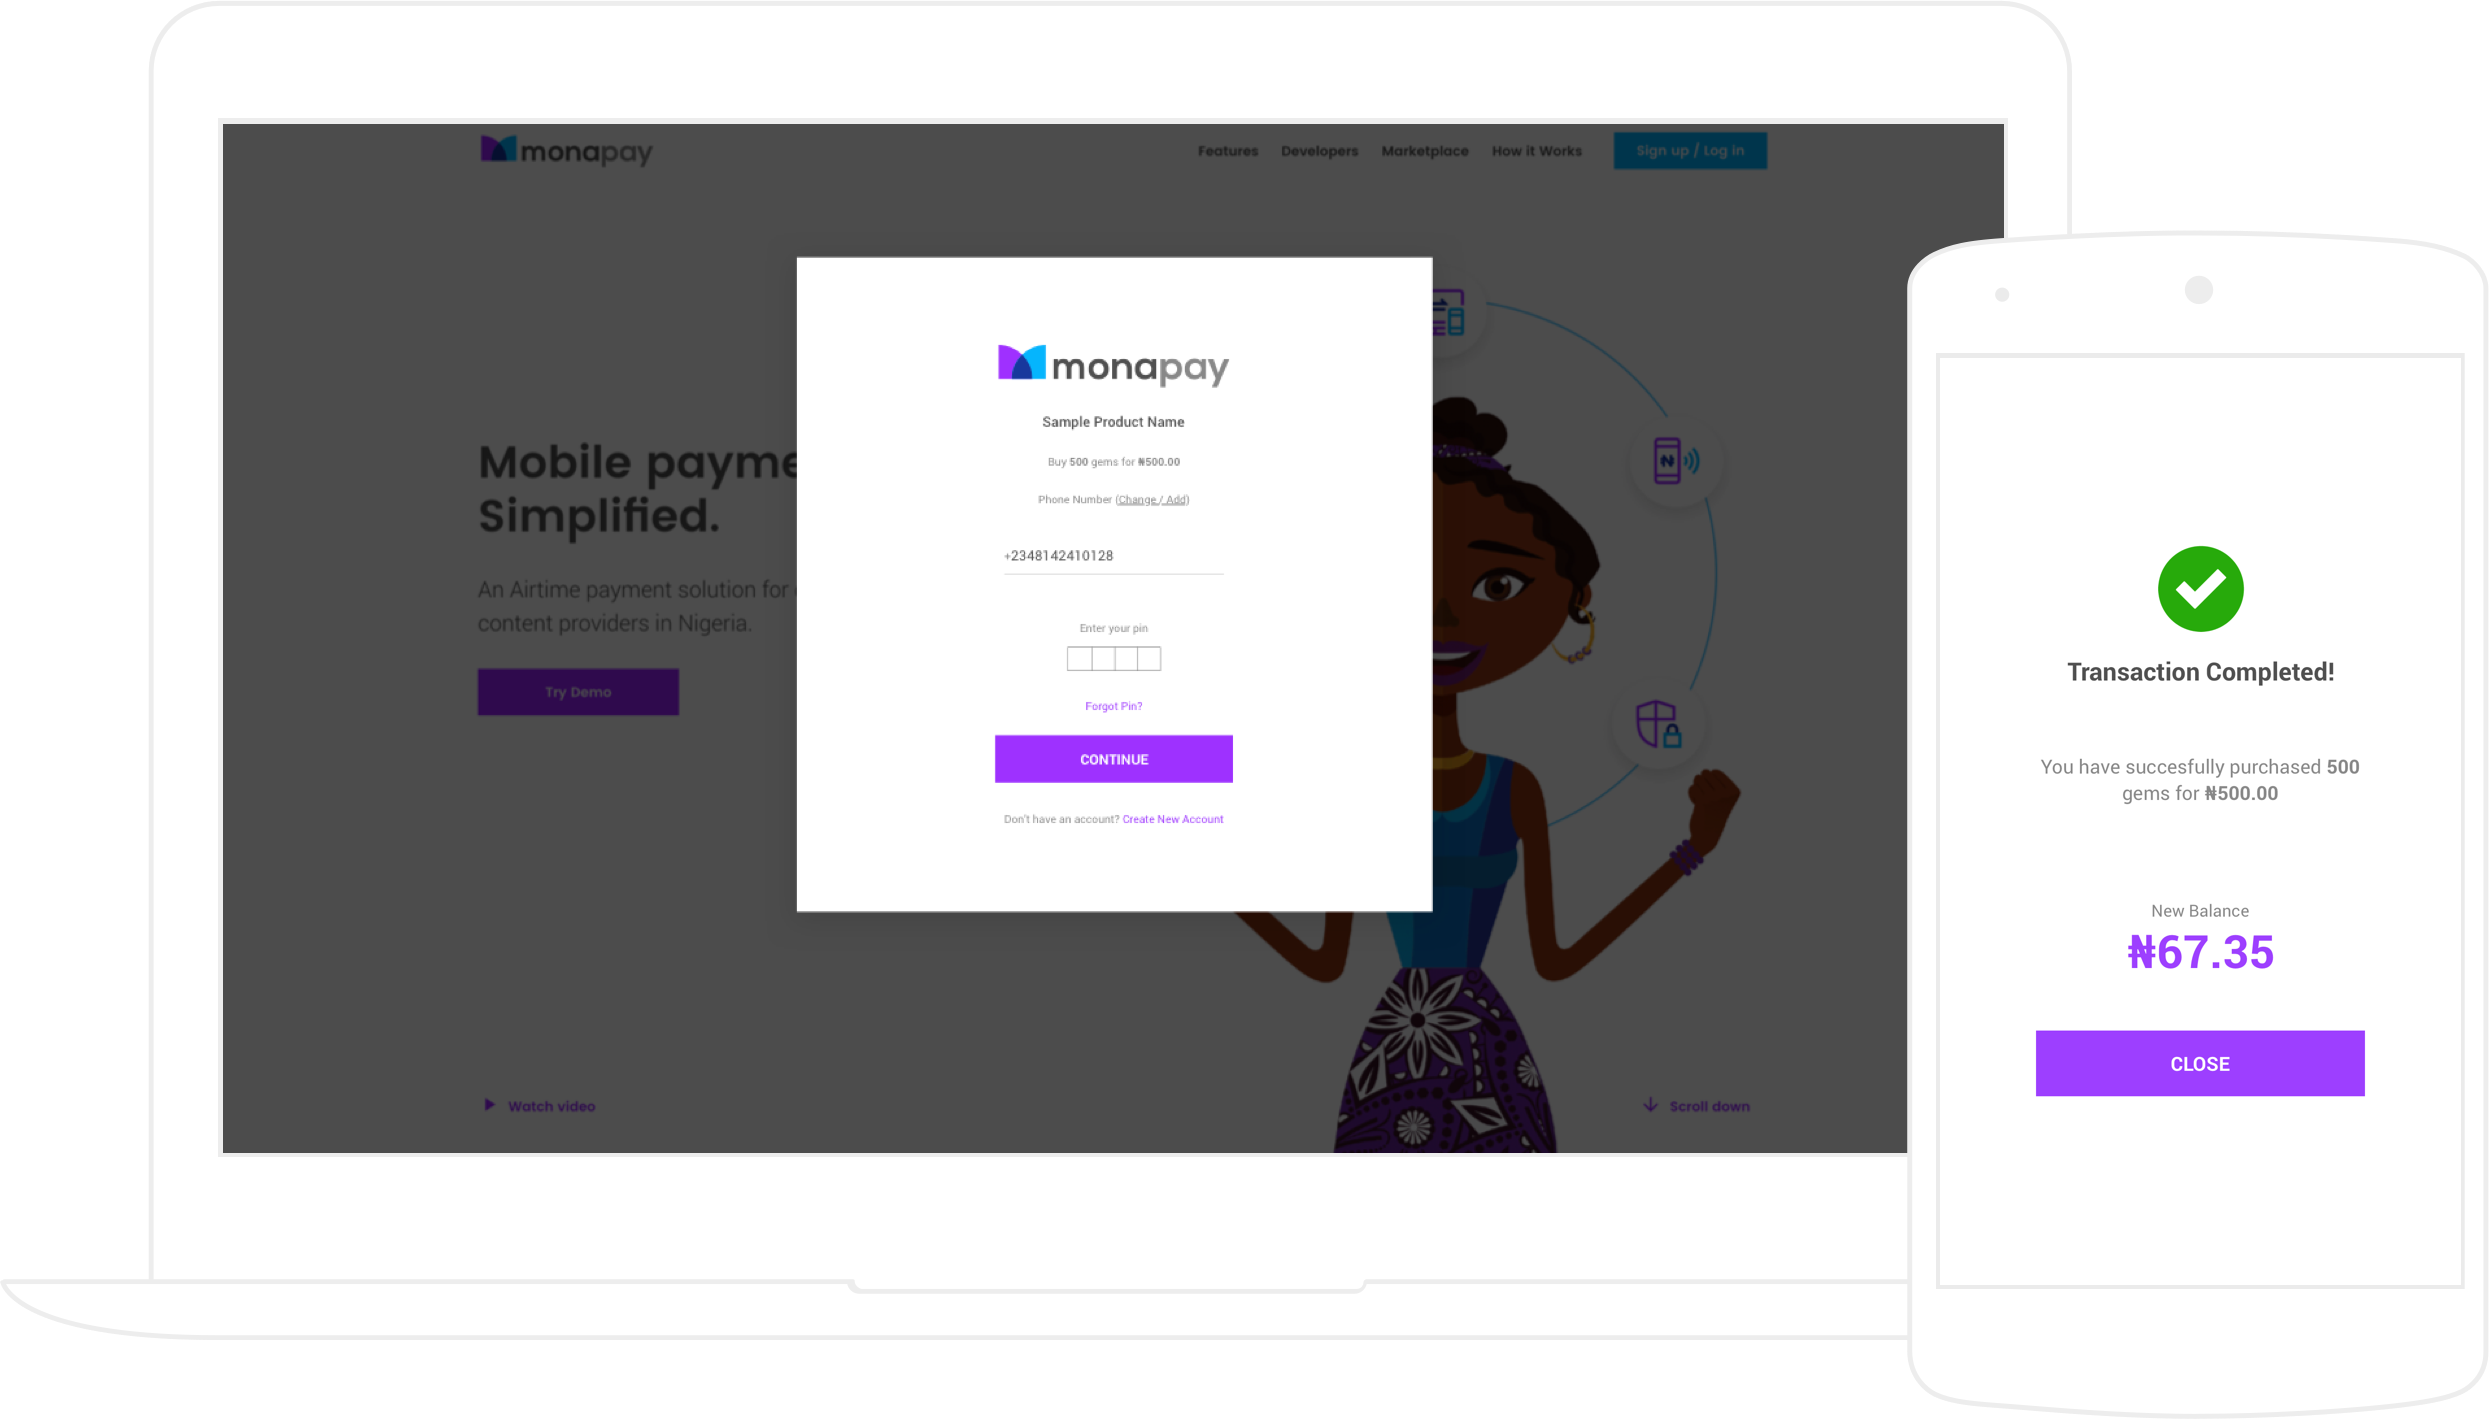 monapay
Features Developers Marketplace How it Works Sign up / Log in
Mobile payme
Simplified.
An Airtime payment solution for
content providers in Nigeria.
Try Demo
Watch video
Scroll down
monapay
Sample Product Name
Buy 500 gems for ₦500.00
Phone Number (Change / Add)
+2348142410128
Enter your pin
Forgot Pin?
CONTINUE
Don't have an account? Create New Account
Transaction Completed!
You have succesfully purchased 500
gems for ₦500.00
New Balance
₦67.35
CLOSE